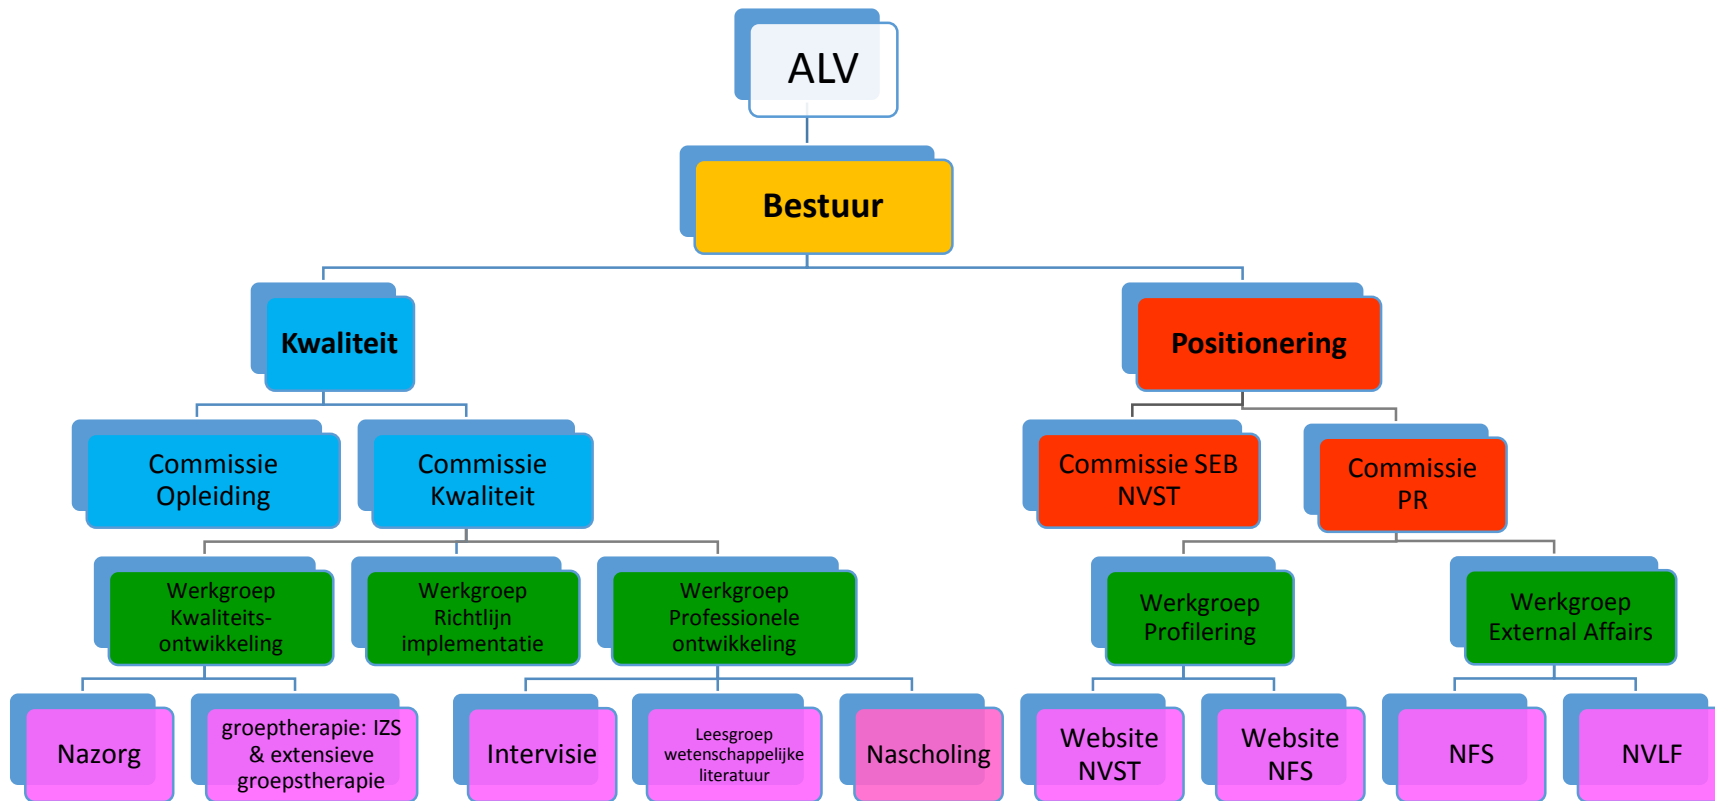 ALV
Bestuur
Kwaliteit
Positionering
Commissie
Opleiding
Commissie
Kwaliteit
Commissie SEB
NVST
Commissie
PR
Werkgroep
Kwaliteits-
ontwikkeling
Werkgroep
Richtlijn
implementatie
Werkgroep
Professionele
ontwikkeling
Werkgroep
Profilering
Werkgroep
External Affairs
Nazorg
groeptherapie: IZS
& extensieve
groepstherapie
Intervisie
Leesgroep
wetenschappelijke
literatuur
Nascholing
Website
NVST
Website
NFS
NFS
NVLF